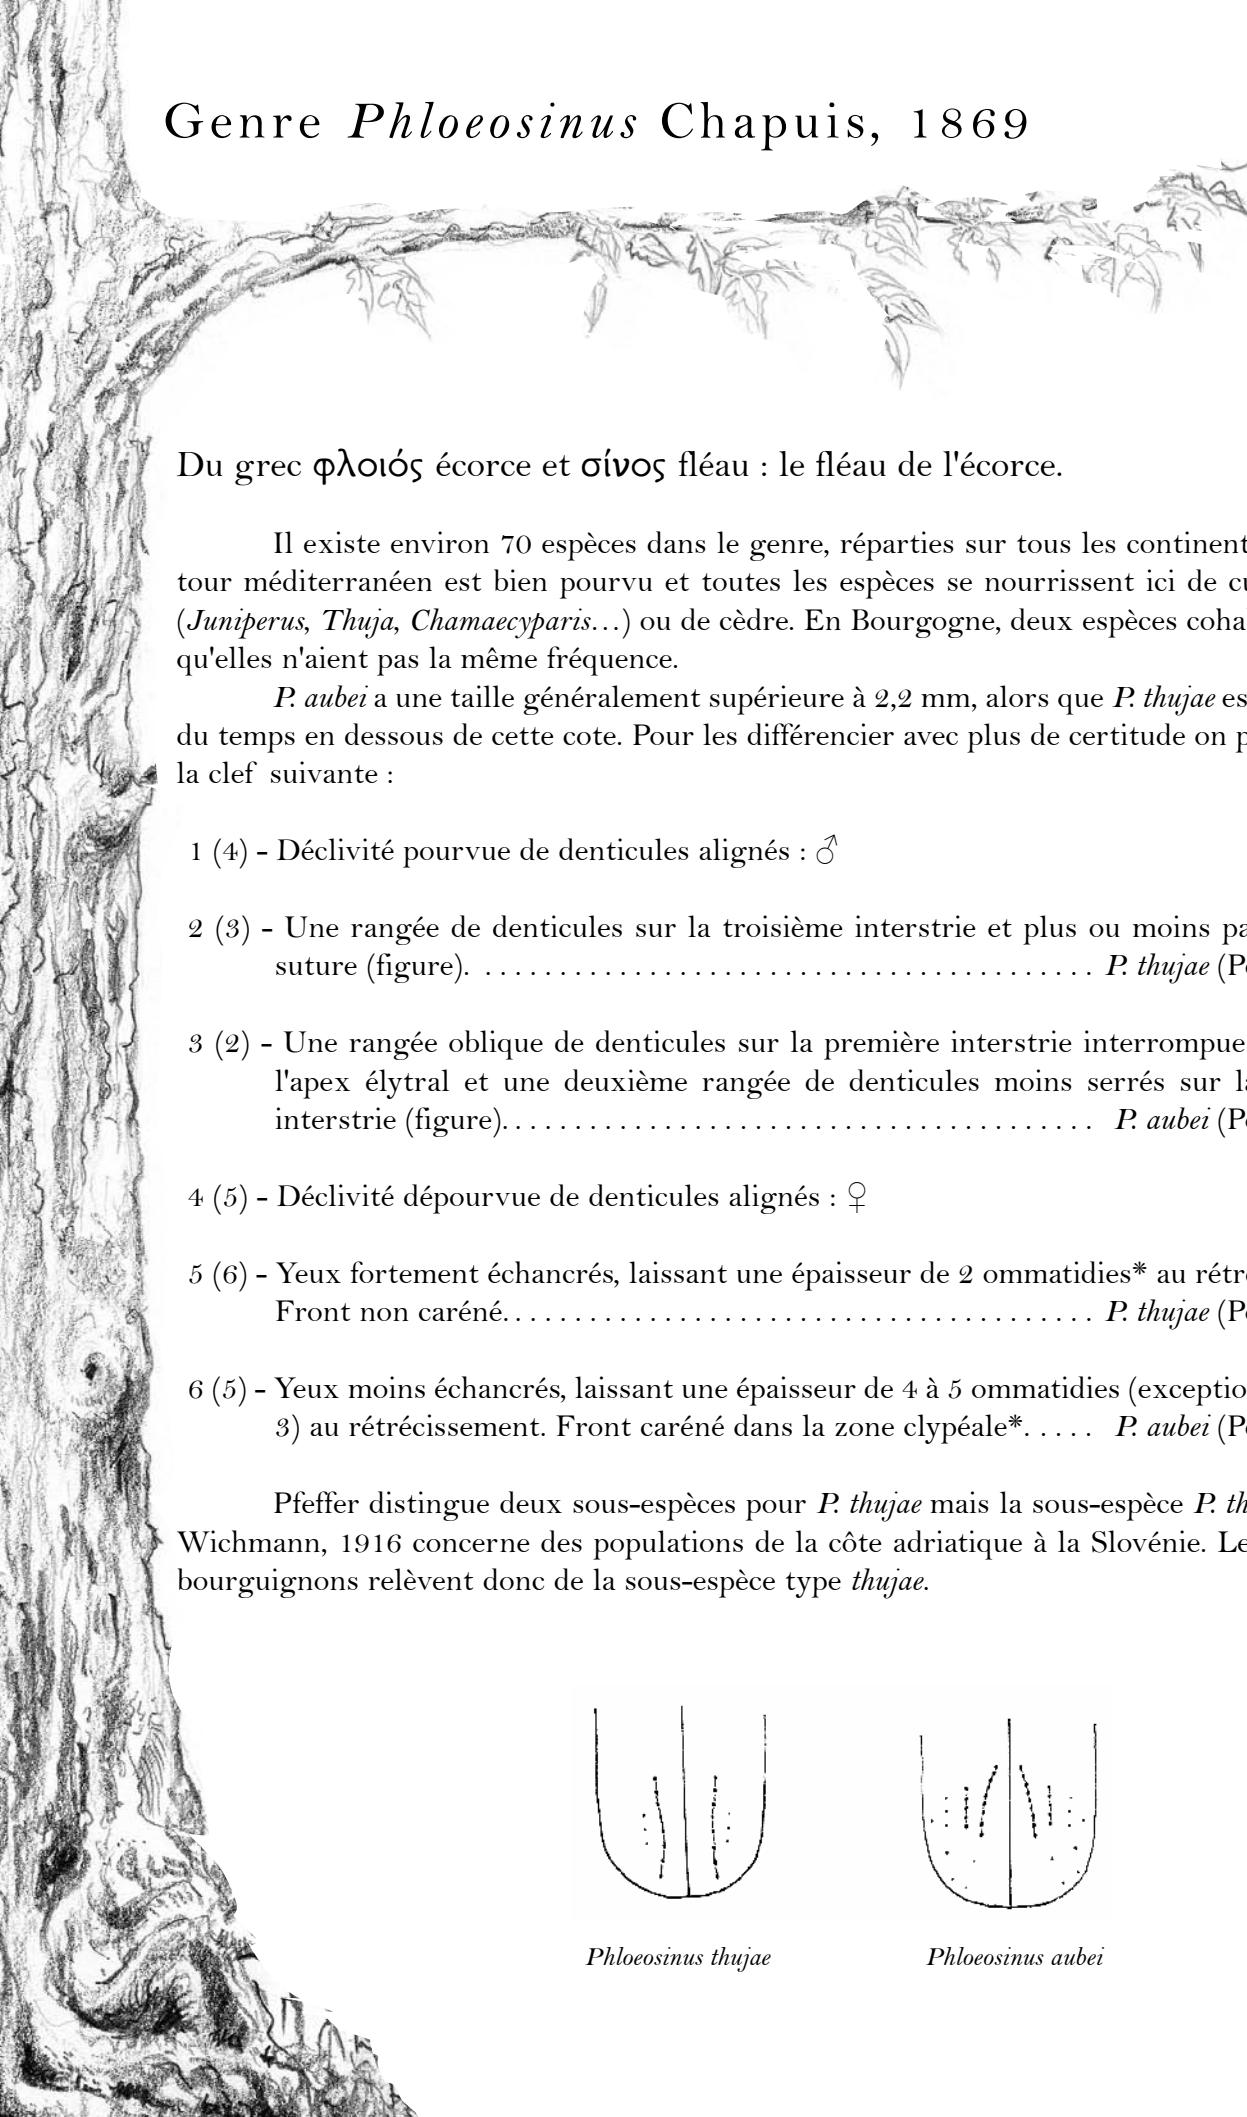 Genre Phloeosinus Chapuis, 1869
Du grec φλοιός écorce et σίνος fléau : le fléau de l'écorce.
Il existe environ 70 espèces dans le genre, réparties sur tous les continent
tour méditerranéen est bien pourvu et toutes les espèces se nourrissent ici de
(Juniperus, Thuja, Chamaecyparis…) ou de cèdre. En Bourgogne, deux espèces
qu'elles n'aient pas la même fréquence.
P. aubei a une taille généralement supérieure à 2,2 mm, alors que P. thujae
du temps en dessous de cette cote. Pour les différencier avec plus de certitude on
la clef suivante :
1 (4) - Déclivité pourvue de denticules alignés : ♂
2 (3) - Une rangée de denticules sur la troisième interstrie et plus ou moins
suture (figure). . . . . . . . . . . . . . . . . . . . . . . . . . . . . . . . . . . . . . . . . . . P. thujae
3 (2) - Une rangée oblique de denticules sur la première interstrie interrompue
l'apex élytral et une deuxième rangée de denticules moins serrés sur
interstrie (figure). . . . . . . . . . . . . . . . . . . . . . . . . . . . . . . . . . . . . . . . . P. aubei
4 (5) - Déclivité dépourvue de denticules alignés : ♀
5 (6) - Yeux fortement échancrés, laissant une épaisseur de 2 ommatidies* au
Front non caréné. . . . . . . . . . . . . . . . . . . . . . . . . . . . . . . . . . . . . . . . . P. thujae
6 (5) - Yeux moins échancrés, laissant une épaisseur de 4 à 5 ommatidies
3) au rétrécissement. Front caréné dans la zone clypéale*. . . . . P. aubei
Pfeffer distingue deux sous-espèces pour P. thujae mais la sous-espèce P.
Wichmann, 1916 concerne des populations de la côte adriatique à la Slovénie. Le
bourguignons relèvent donc de la sous-espèce type thujae.
Phloeosinus thujae
Phloeosinus aubei